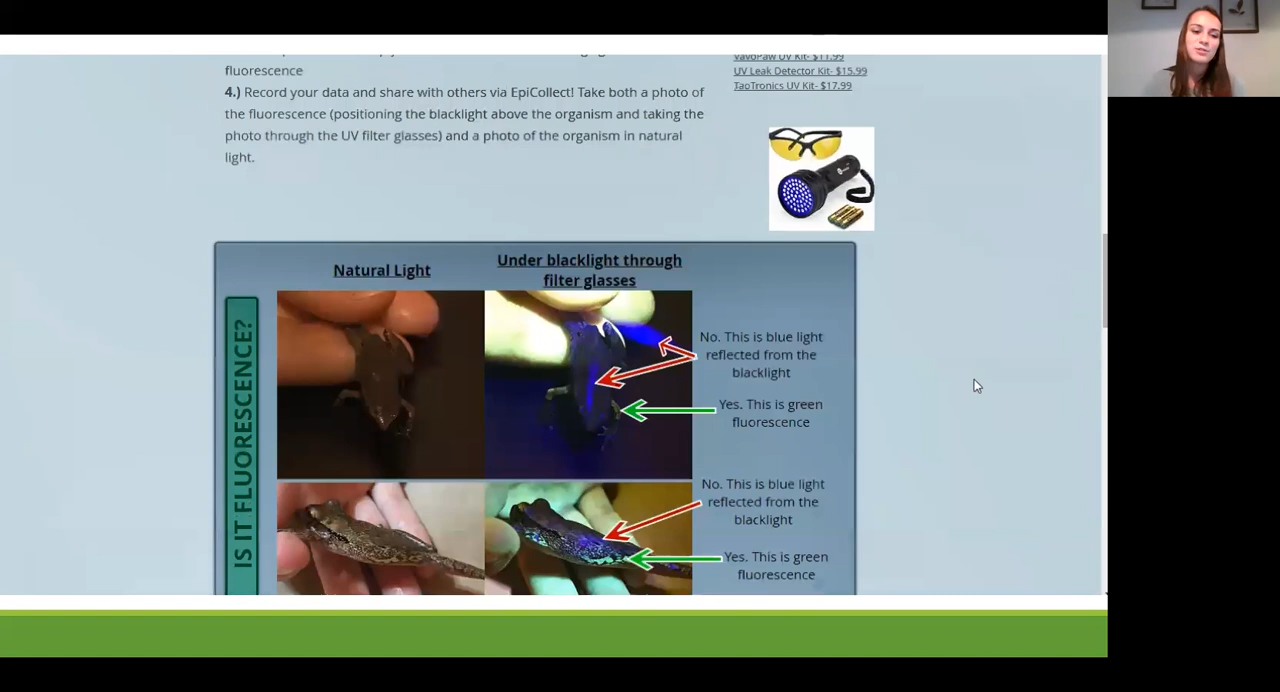 fluorescence
4.) Record your data and share with others via EpiCollect! Take both a photo of
the fluorescence (positioning the blacklight above the organism and taking the
photo through the UV filter glasses) and a photo of the organism in natural
light.
VavoPaw UV Kit- $11.99
UV Leak Detector Kit- $15.99
TaoTronics UV Kit- $17.99
Natural Light
Under blacklight through
filter glasses
IS IT FLUORESCENCE?
No. This is blue light
reflected from the
blacklight
Yes. This is green
fluorescence
No. This is blue light
reflected from the
blacklight
Yes. This is green
fluorescence